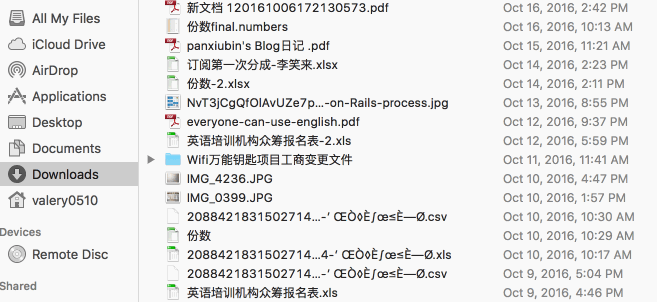 All My Files
iCloud Drive
AirDrop
Applications
Desktop
Documents
Downloads
valery0510
Devices
Remote Disc
Shared
新文档 120161006172130573.pdf Oct 16, 2016, 2:42 PM
份数final.numbers Oct 16, 2016, 10:13 AM
panxiubin's Blog日记 .pdf Oct 15, 2016, 11:21 AM
订阅第一次分成-李笑来.xlsx Oct 14, 2016, 2:23 PM
份数-2.xlsx Oct 14, 2016, 2:11 PM
NvT3jCgQfOlAvUZe7p...-on-Rails-process.jpg Oct 13, 2016, 8:55 PM
everyone-can-use-english.pdf Oct 12, 2016, 9:37 PM
英语培训机构众筹报名表-2.xls Oct 12, 2016, 5:59 PM
Wifi万能钥匙项目工商变更文件 Oct 11, 2016, 11:41 AM
IMG_4236.JPG Oct 10, 2016, 4:47 PM
IMG_0399.JPG Oct 10, 2016, 1:57 PM
2088421831502714...-‘ ŒÒ◊È∫œ≤È—Ø.csv Oct 10, 2016, 10:30 AM
份数 Oct 10, 2016, 10:29 AM
2088421831502714...4-‘ ŒÒ◊È∫œ≤È—Ø.xls Oct 10, 2016, 10:17 AM
2088421831502714...-‘ ŒÒ◊È∫œ≤È—Ø.csv Oct 9, 2016, 5:04 PM
英语培训机构众筹报名表.xls Oct 9, 2016, 4:46 PM